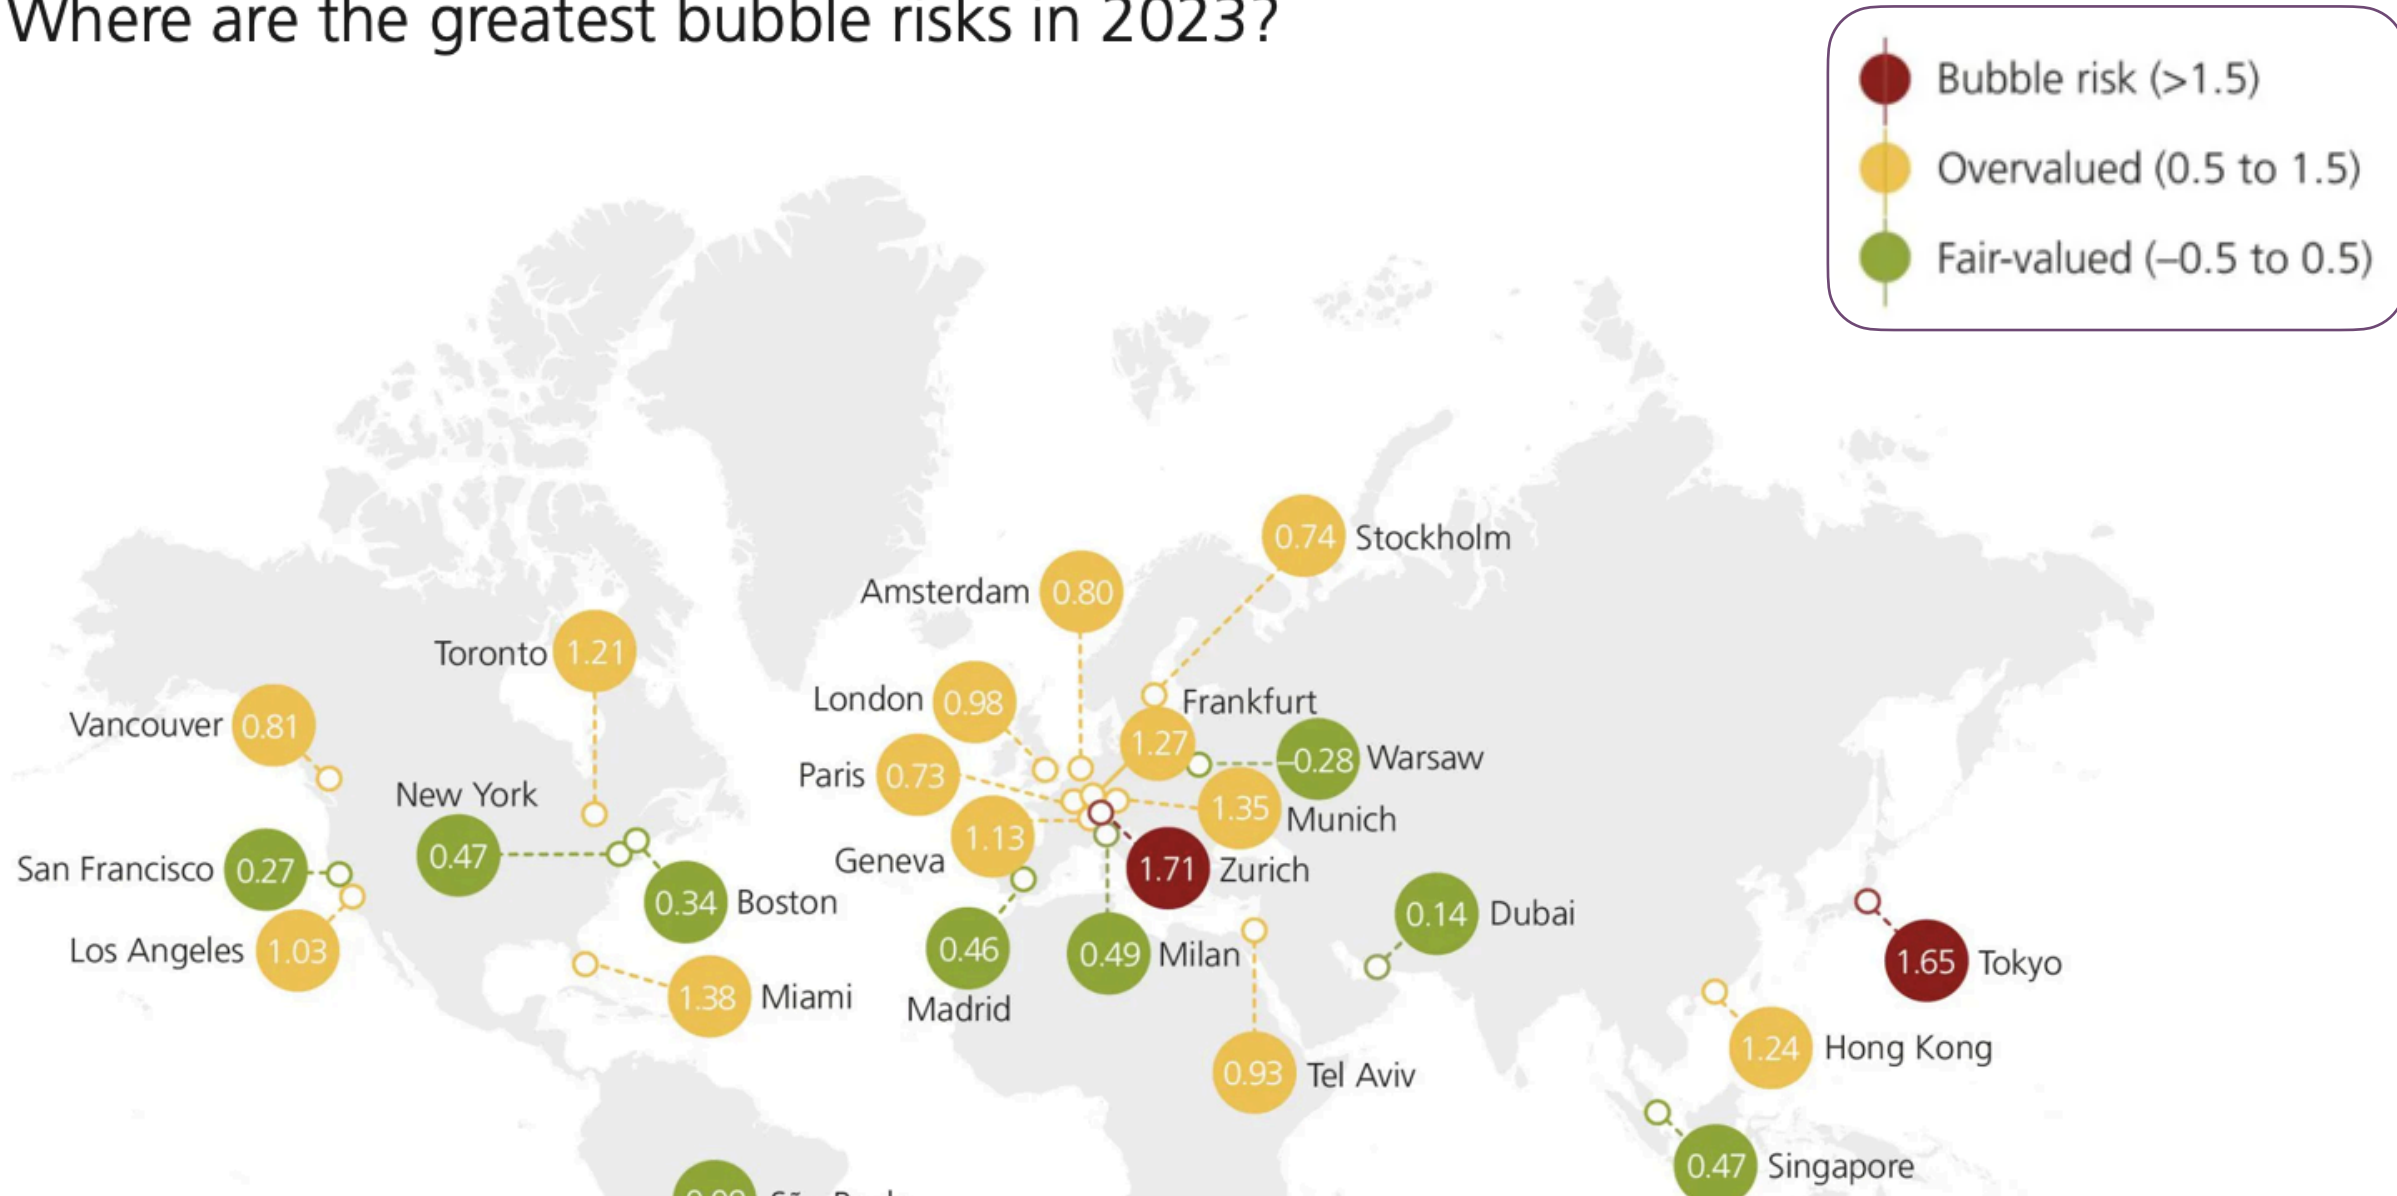 Where are the greatest bubble risks in 2023?
Bubble risk (>1.5)
Overvalued (0.5 to 1.5)
Fair-valued (–0.5 to 0.5)
0.74 Stockholm
Amsterdam 0.80
Toronto 1.21
London 0.98
Frankfurt
1.27
Vancouver 0.81
–0.28 Warsaw
Paris 0.73
New York
0.47
1.35 Munich
1.13
Geneva
San Francisco 0.27
1.71 Zurich
0.34 Boston
0.14 Dubai
Los Angeles 1.03
0.46
Madrid
0.49 Milan
1.65 Tokyo
1.38 Miami
1.24 Hong Kong
0.93 Tel Aviv
0.47 Singapore